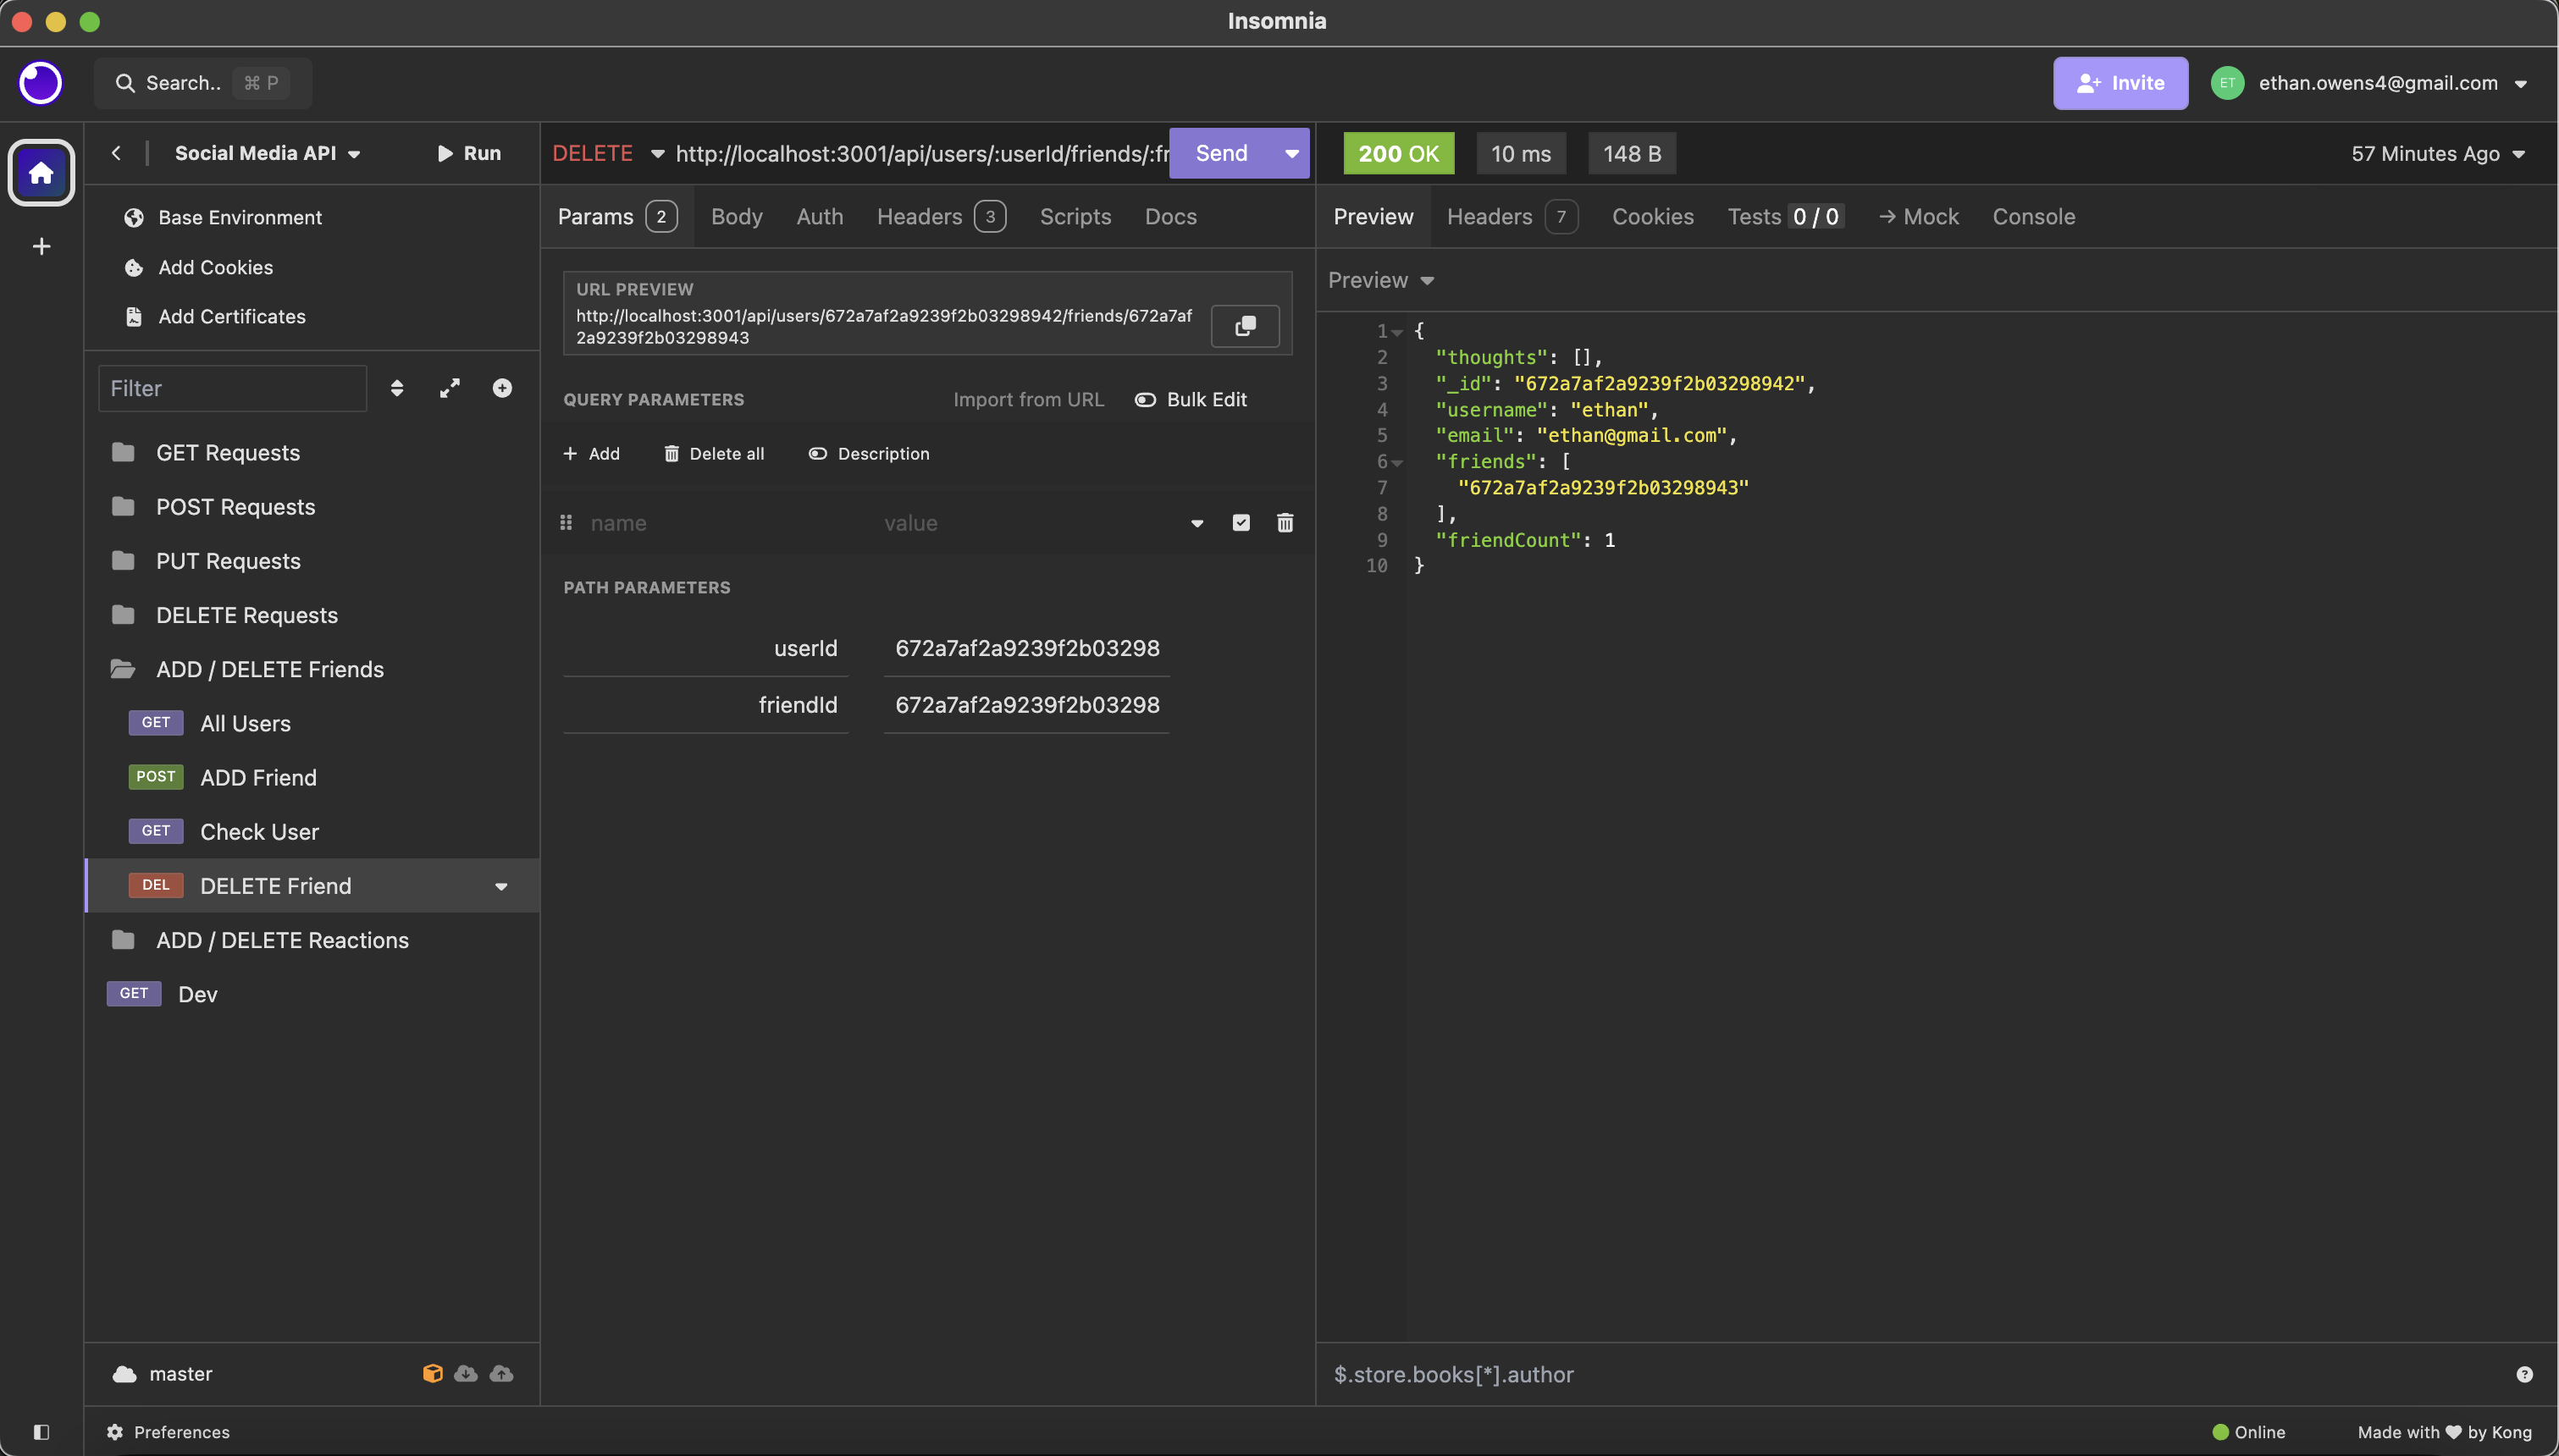 Insomnia
Search.. ⌘ P
Invite
ET
ethan.owens4@gmail.com
Social Media API
Run
Base Environment
Add Cookies
Add Certificates
Filter
GET Requests
POST Requests
PUT Requests
DELETE Requests
ADD / DELETE Friends
GET All Users
POST ADD Friend
GET Check User
DEL DELETE Friend
ADD / DELETE Reactions
GET Dev
master
DELETE http://localhost:3001/api/users/:userId/friends/:fr Send
Params 2 Body Auth Headers 3 Scripts Docs
URL PREVIEW
http://localhost:3001/api/users/672a7af2a9239f2b03298942/friends/672a7af
2a9239f2b03298943
QUERY PARAMETERS Import from URL Bulk Edit
+ Add Delete all Description
name value
PATH PARAMETERS
userId 672a7af2a9239f2b03298
friendId 672a7af2a9239f2b03298
200 OK 10 ms 148 B 57 Minutes Ago
Preview Headers 7 Cookies Tests 0 / 0 → Mock Console
Preview
1 {
2 "thoughts": [],
3 "_id": "672a7af2a9239f2b03298942",
4 "username": "ethan",
5 "email": "ethan@gmail.com",
6 "friends": [
7 "672a7af2a9239f2b03298943"
8 ],
9 "friendCount": 1
10 }
$.store.books[*].author
Preferences
Online
Made with ♥ by Kong